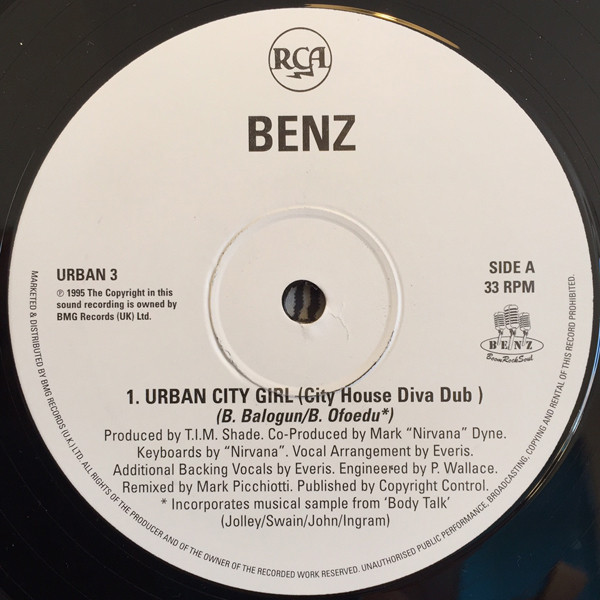 RCA
BENZ
URBAN 3
℗ 1995 The Copyright in this
sound recording is owned by
BMG Records (UK) Ltd.
SIDE A
33 RPM
BENZ
BoomRockSoul
1. URBAN CITY GIRL (City House Diva Dub )
(B. Balogun/B. Ofoedu*)
Produced by T.I.M. Shade. Co-Produced by Mark “Nirvana” Dyne.
Keyboards by “Nirvana”. Vocal Arrangement by Everis.
Additional Backing Vocals by Everis. Engineered by P. Wallace.
Remixed by Mark Picchiotti. Published by Copyright Control.
* Incorporates musical sample from ‘Body Talk’
(Jolley/Swain/John/Ingram)
MARKETED & DISTRIBUTED BY BMG RECORDS (U.K.) LTD. ALL RIGHTS OF THE PRODUCER AND OF THE OWNER OF THE RECORDED WORK RESERVED. UNAUTHORISED PUBLIC PERFORMANCE, BROADCASTING, COPYING AND RENTAL OF THIS RECORD PROHIBITED.